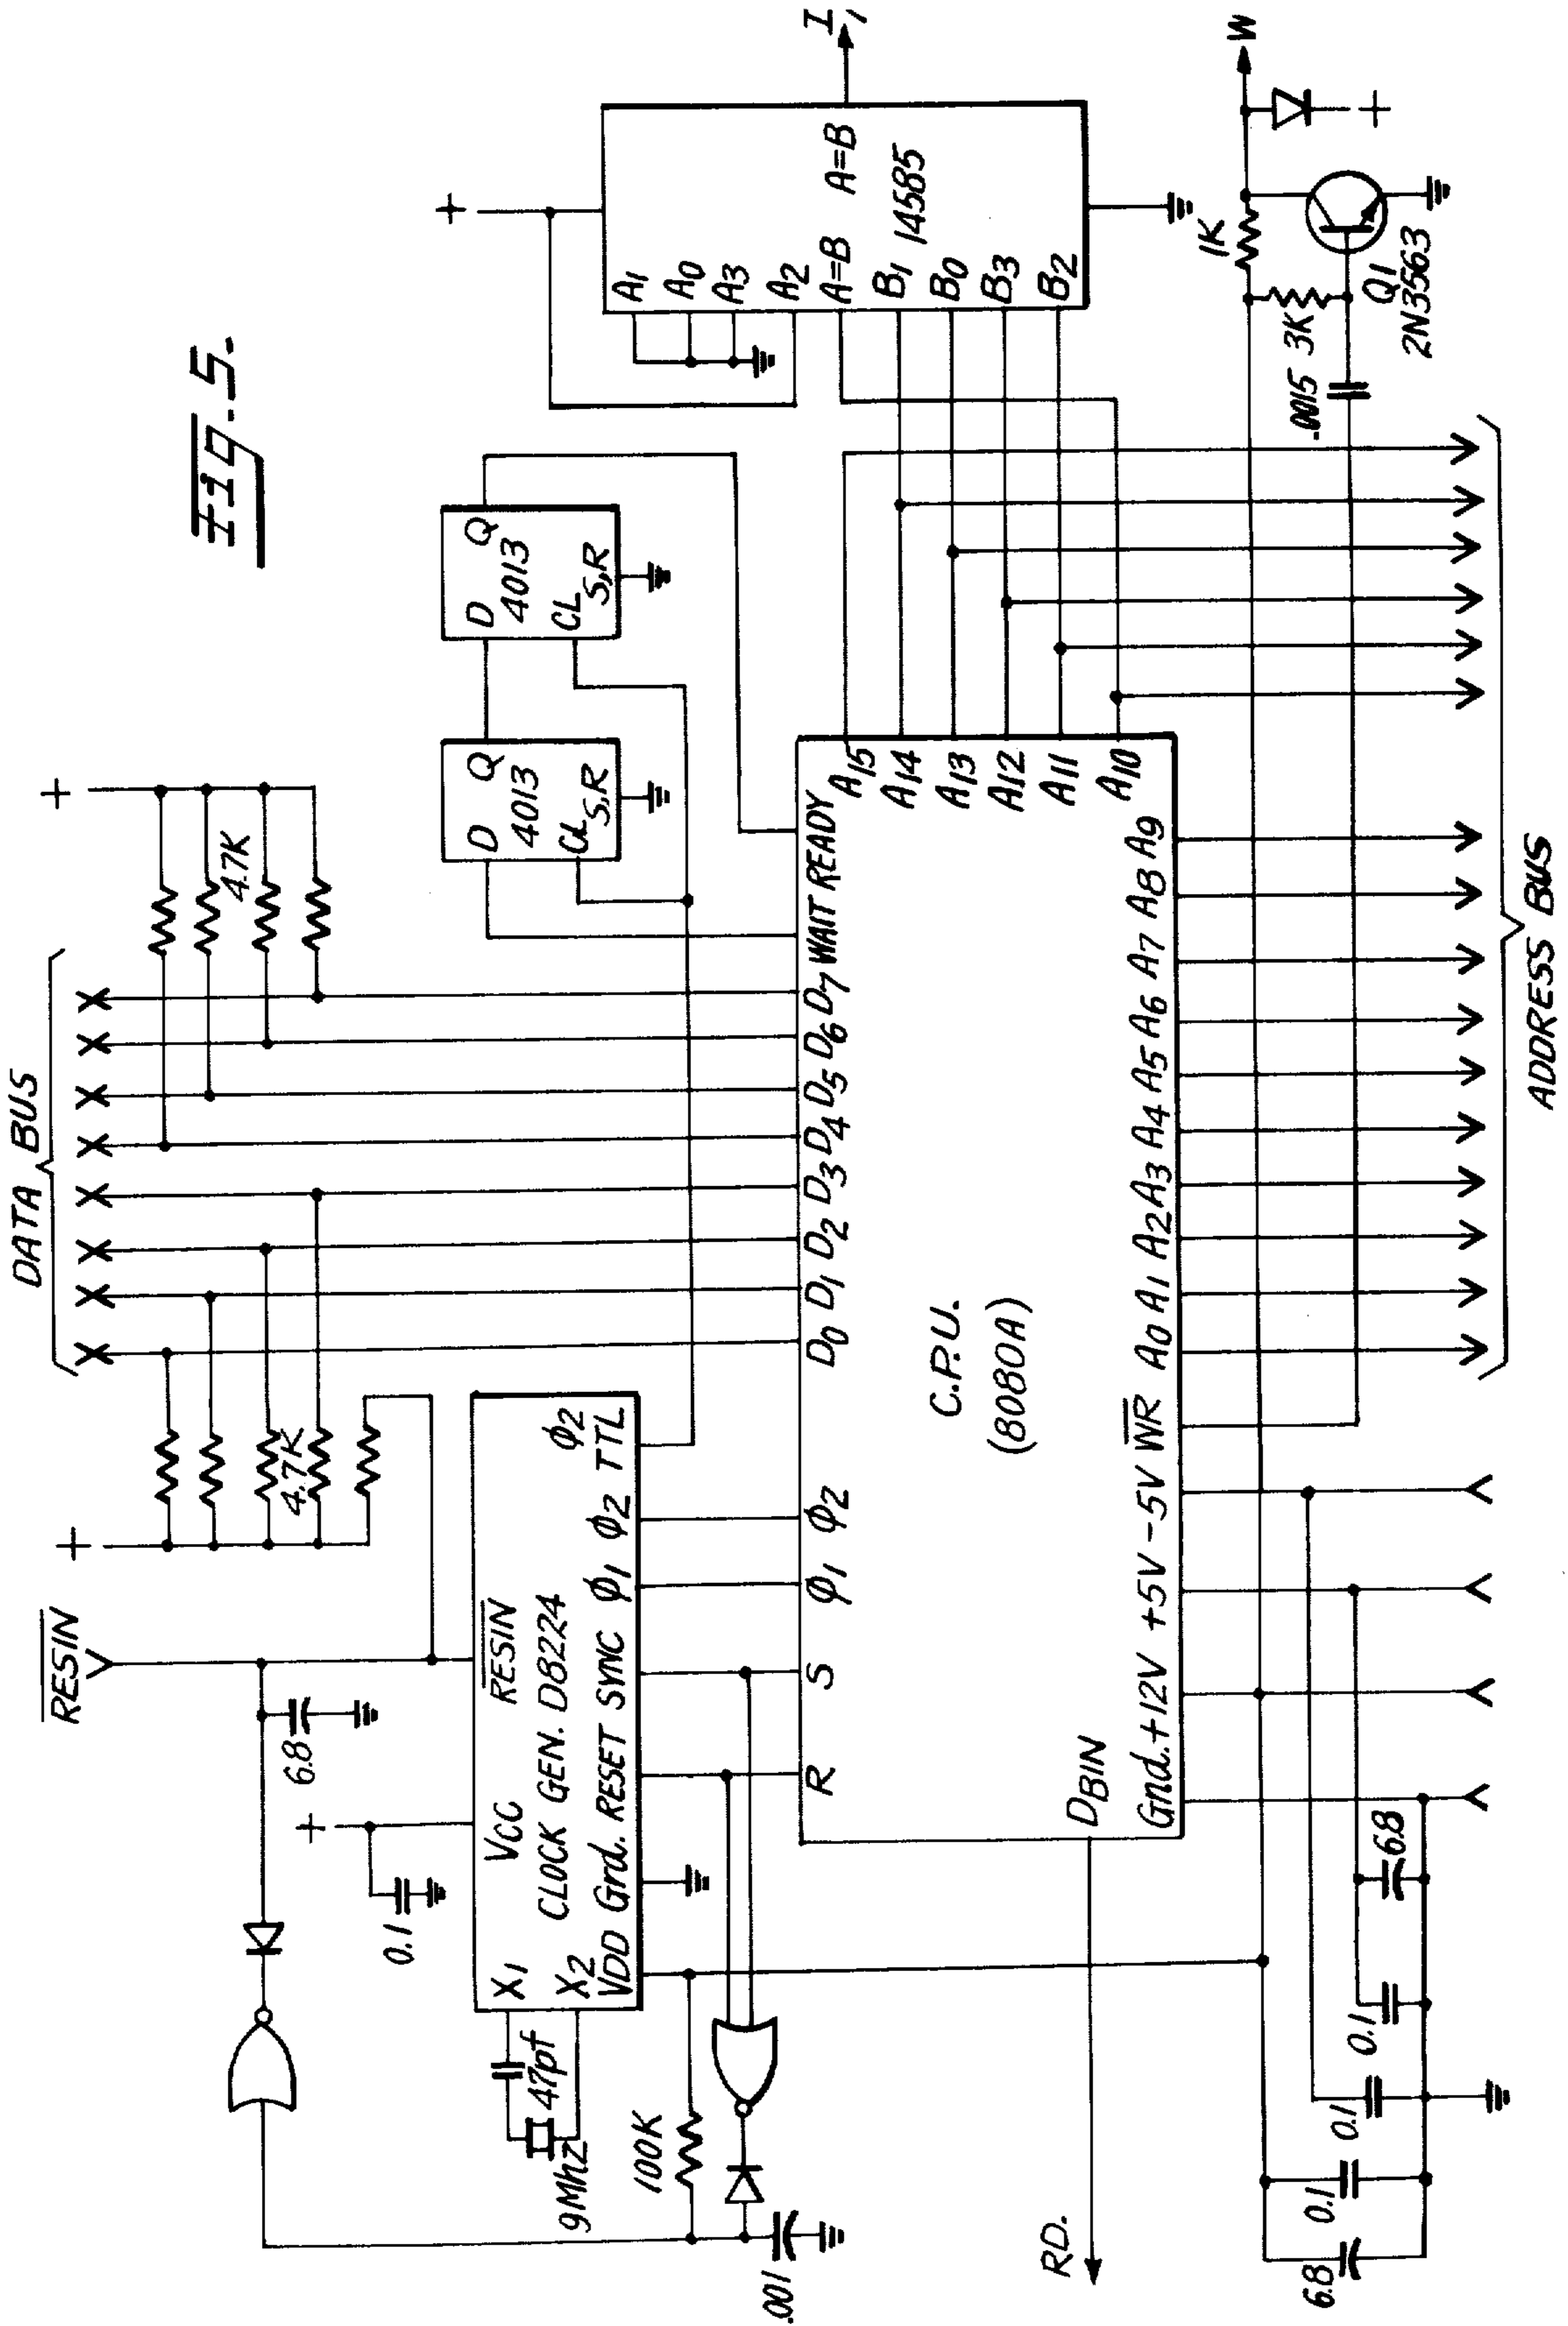 Fig. 5.
DATA BUS
RESIN
+
+
4.7K
4.7K
6.8
+
0.1
X1
X2
VCC
RESIN
CLOCK GEN. D8224
VDD Grd. RESET SYNC φ1 φ2 φ2 TTL
47pf
9Mhz
100K
.001
D Q
4013
CL S,R
D Q
4013
CL S,R
+
A1
A0
A3
A2
A=B
B1
B0
B3
B2
A=B
14585
I,
R S φ1 φ2 D0 D1 D2 D3 D4 D5 D6 D7 WAIT READY
A15
A14
A13
A12
A11
A10
C.P.U.
(8080A)
DBIN
RD.
Gnd. +12V +5V -5V WR A0 A1 A2 A3 A4 A5 A6 A7 A8 A9
1K
W
+
3K
.0015
Q1
2N3563
6.8
0.1
0.1
0.1
6.8
ADDRESS BUS